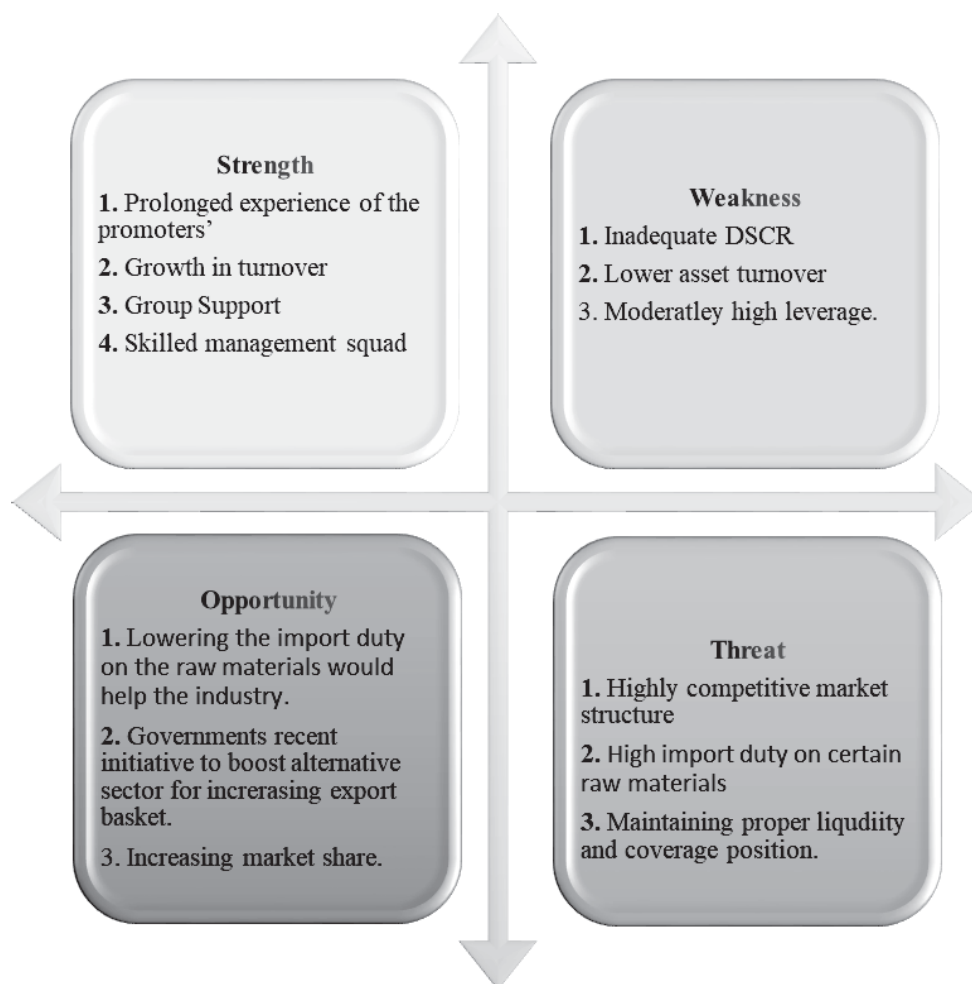 Strength
1. Prolonged experience of the
promoters’
2. Growth in turnover
3. Group Support
4. Skilled management squad
Weakness
1. Inadequate DSCR
2. Lower asset turnover
3. Moderatley high leverage.
Opportunity
1. Lowering the import duty
on the raw materials would
help the industry.
2. Governments recent
initiative to boost alternative
sector for increrasing export
basket.
3. Increasing market share.
Threat
1. Highly competitive market
structure
2. High import duty on certain
raw materials
3. Maintaining proper liqudiity
and coverage position.